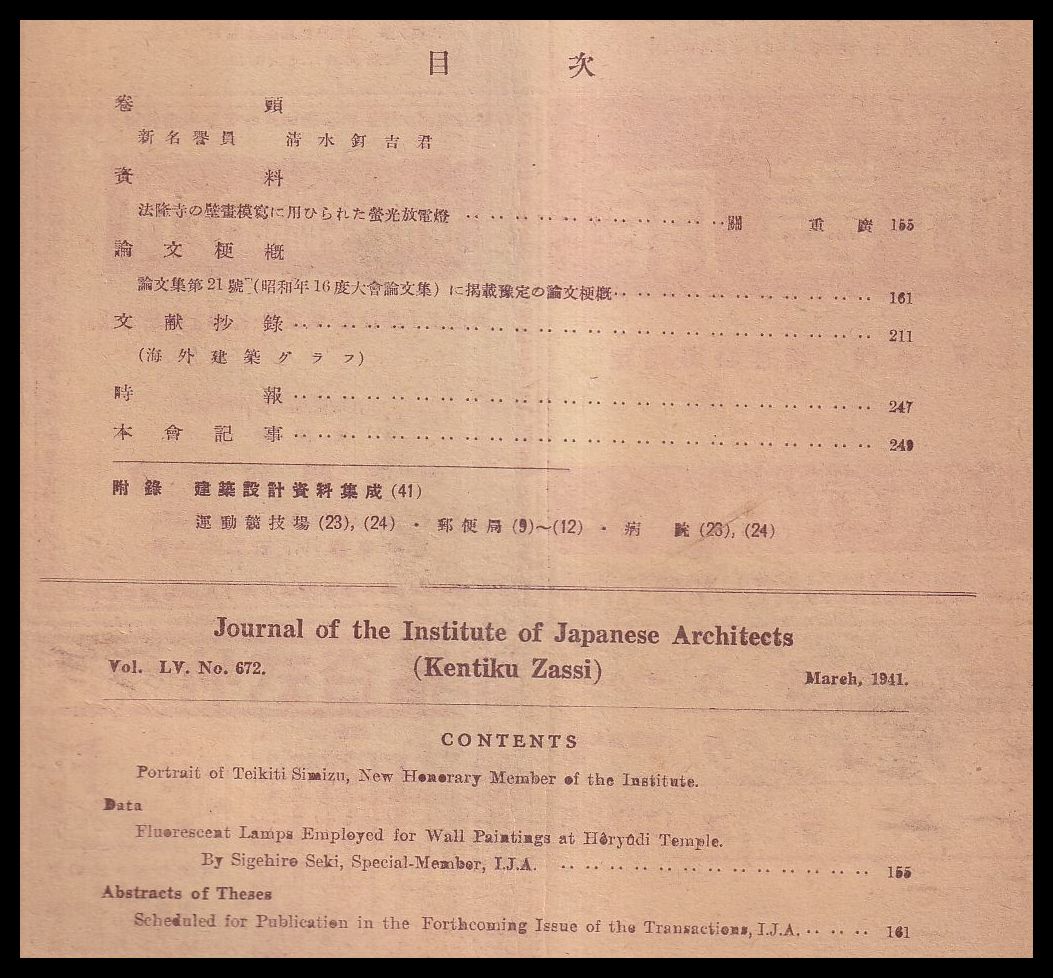 目次
卷頭
新名譽員 清水釘吉君
資料
法隆寺の壁畫模寫に用ひられた螢光放電燈 ‥‥‥‥‥‥‥‥‥‥‥‥ 關 重廣 155
論文梗概
論文集第21號 (昭和年16度大會論文集) に掲載豫定の論文梗概‥‥‥‥‥‥‥‥‥‥‥ 161
文献抄錄‥‥‥‥‥‥‥‥‥‥‥‥‥‥‥‥‥‥‥‥‥‥‥‥ 211
(海外建築グラフ)
時報‥‥‥‥‥‥‥‥‥‥‥‥‥‥‥‥‥‥‥‥‥‥‥‥ 247
本會記事‥‥‥‥‥‥‥‥‥‥‥‥‥‥‥‥‥‥‥‥‥‥‥‥ 249
附錄 建築設計資料集成 (41)
運動競技場 (23), (24) ・ 郵便局 (9)~(12) ・ 病院 (23), (24)
Journal of the Institute of Japanese Architects
Vol. LV. No. 672. (Kentiku Zassi) March, 1941.
CONTENTS
Portrait of Teikiti Simizu, New Honorary Member of the Institute.
Data
Fluorescent Lamps Employed for Wall Paintings at Hôryûdi Temple.
By Sigehiro Seki, Special-Member, I.J.A. ‥‥‥‥‥‥‥‥‥‥‥‥‥ 155
Abstracts of Theses
Scheduled for Publication in the Forthcoming Issue of the Transactions, I.J.A.‥‥‥ 161